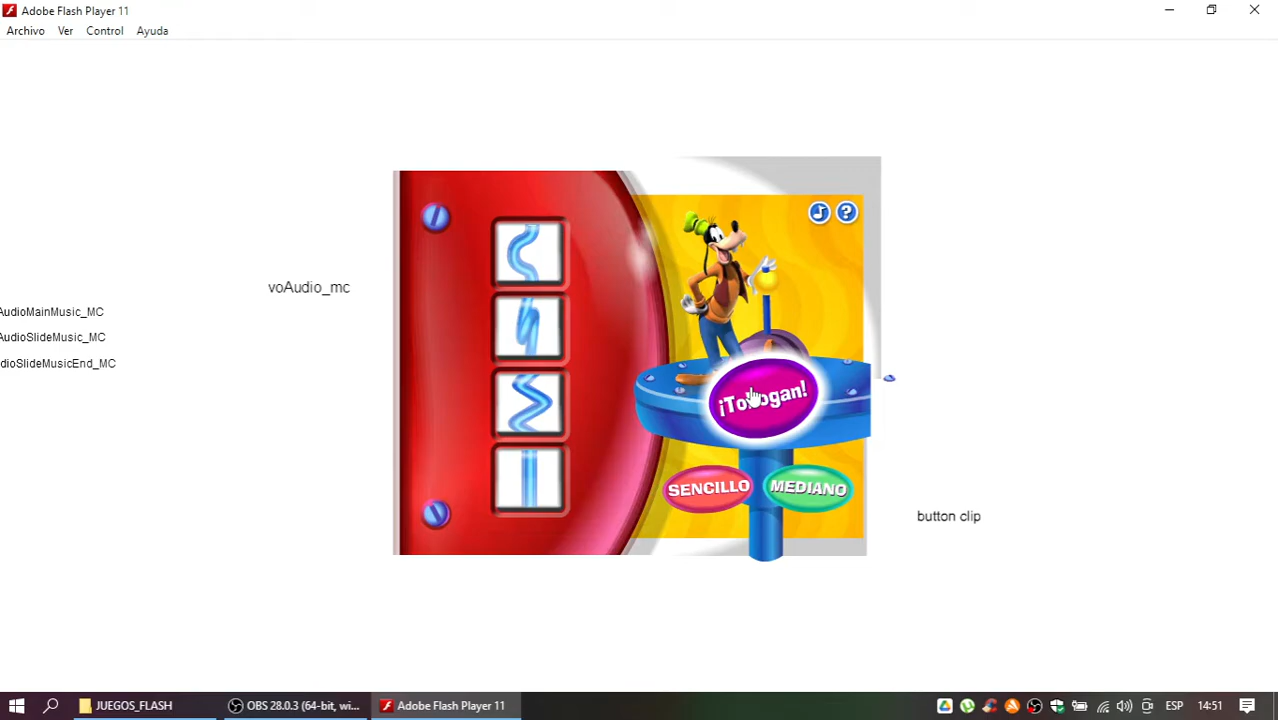 Adobe Flash Player 11
Archivo Ver Control Ayuda
voAudio_mc
AudioMainMusic_MC
AudioSlideMusic_MC
dioSlideMusicEnd_MC
¡Tobogan!
SENCILLO MEDIANO
button clip
JUEGOS_FLASH
OBS 28.0.3 (64-bit, wi...
Adobe Flash Player 11
ESP
14:51